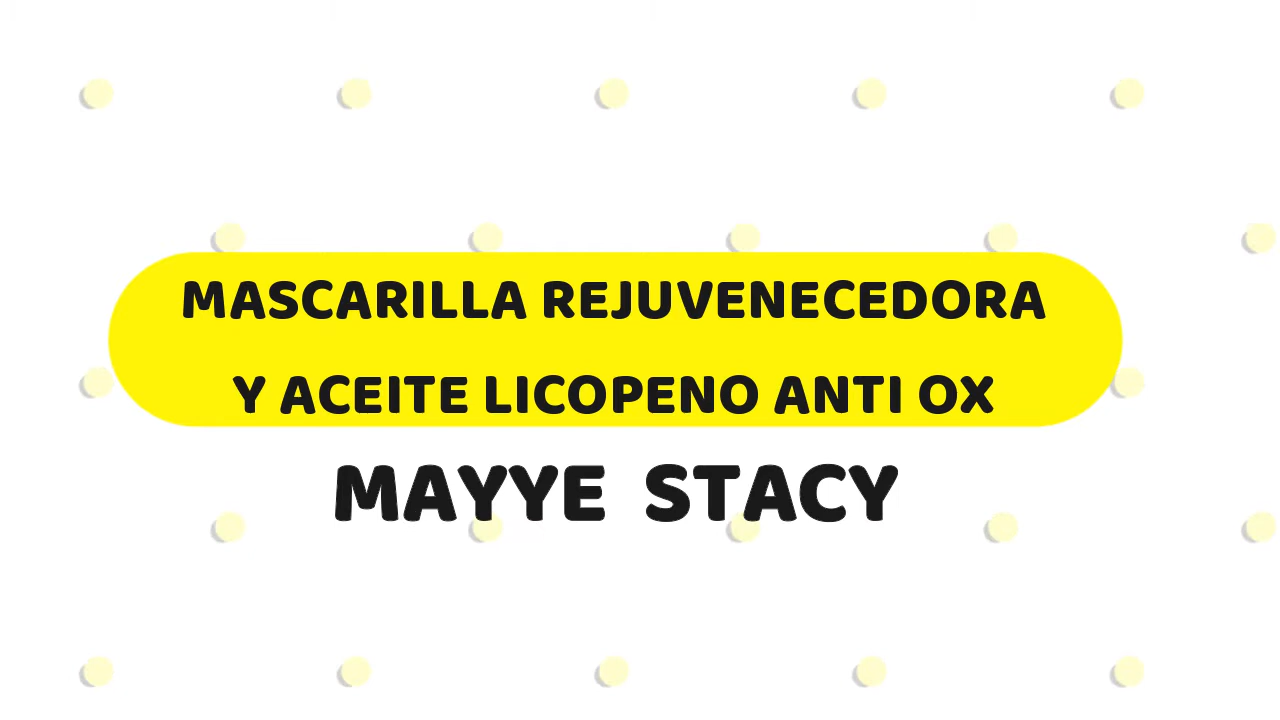 MASCARILLA REJUVENECEDORA
Y ACEITE LICOPENO ANTI OX
MAYYE STACY